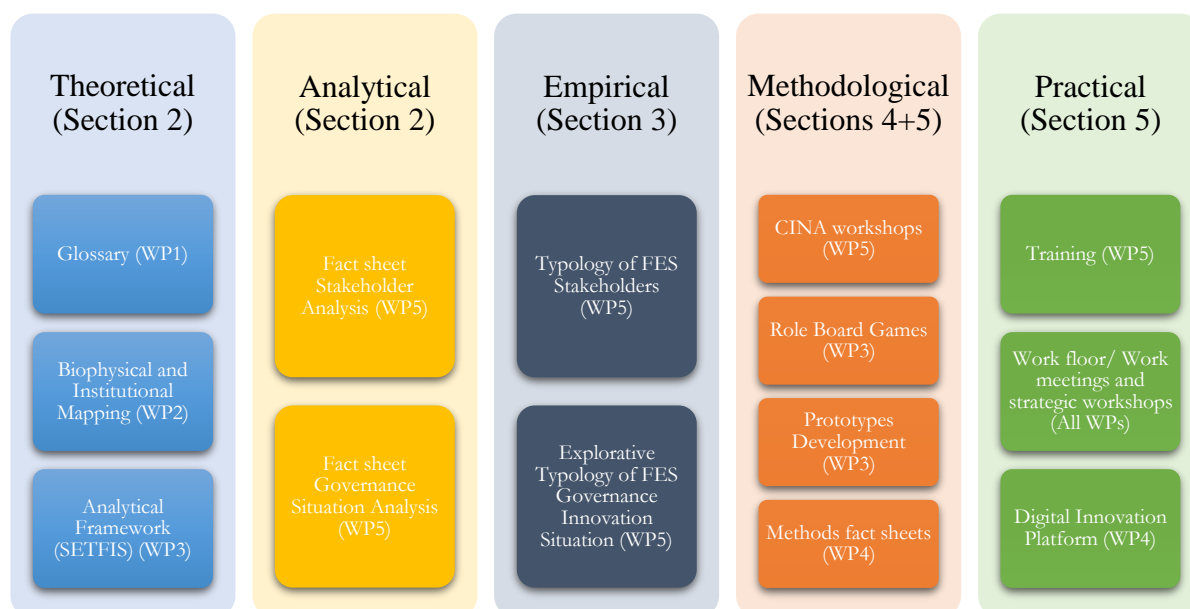 Theoretical
(Section 2)
Glossary (WP1)
Biophysical and
Institutional
Mapping (WP2)
Analytical
Framework
(SETFIS) (WP3)
Analytical
(Section 2)
Fact sheet
Stakeholder
Analysis (WP5)
Fact sheet
Governance
Situation Analysis
(WP5)
Empirical
(Section 3)
Typology of FES
Stakeholders
(WP5)
Explorative
Typology of FES
Governance
Innovation
Situation (WP5)
Methodological
(Sections 4+5)
CINA workshops
(WP5)
Role Board Games
(WP3)
Prototypes
Development
(WP3)
Methods fact sheets
(WP4)
Practical
(Section 5)
Training (WP5)
Work floor/ Work
meetings and
strategic workshops
(All WPs)
Digital Innovation
Platform (WP4)